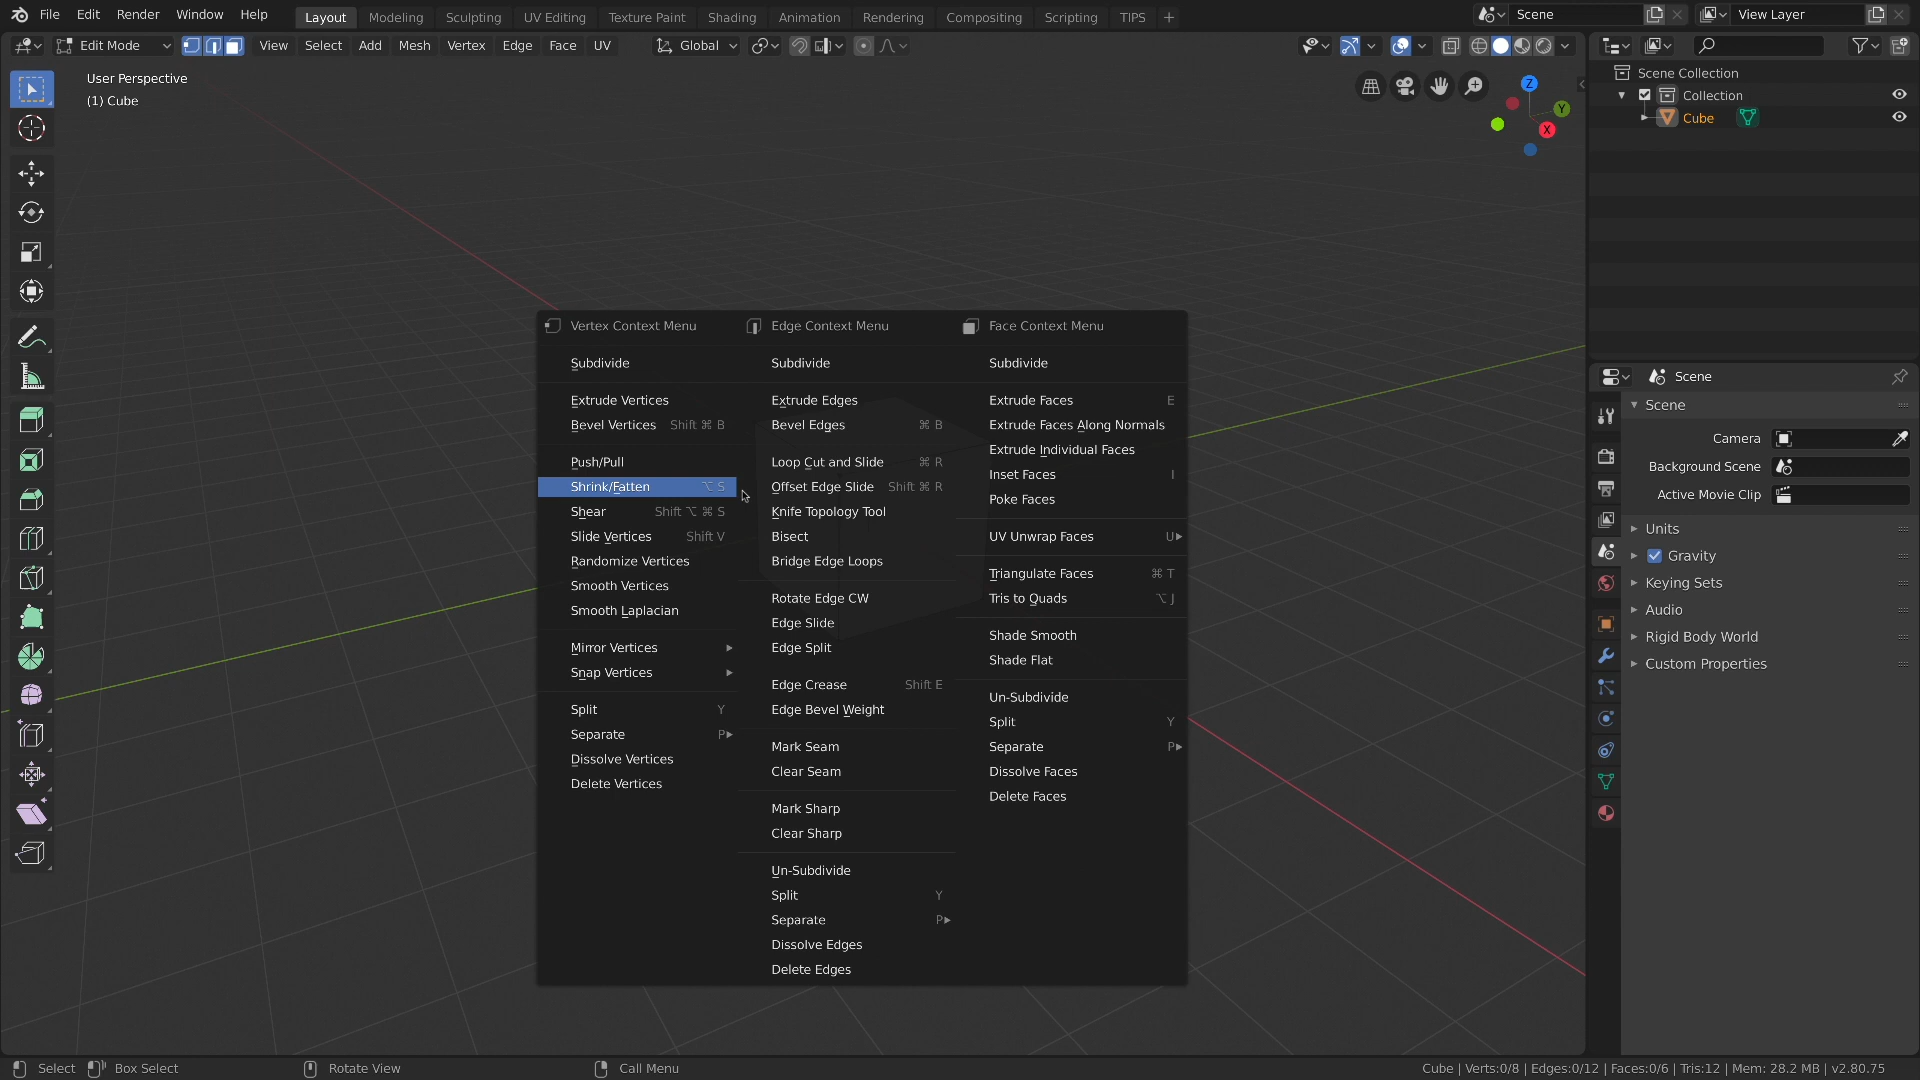 File Edit Render Window Help Layout Modeling Sculpting UV Editing Texture Paint Shading Animation Rendering Compositing Scripting TIPS + Scene View Layer
Edit Mode View Select Add Mesh Vertex Edge Face UV Global
User Perspective
(1) Cube
Z
Y
X
Scene Collection
Collection
Cube
Vertex Context Menu
Subdivide
Extrude Vertices
Bevel Vertices Shift ⌘ B
Push/Pull
Shrink/Fatten ⌥ S
Shear Shift ⌥ ⌘ S
Slide Vertices Shift V
Randomize Vertices
Smooth Vertices
Smooth Laplacian
Mirror Vertices
Snap Vertices
Split Y
Separate P
Dissolve Vertices
Delete Vertices
Edge Context Menu
Subdivide
Extrude Edges
Bevel Edges ⌘ B
Loop Cut and Slide ⌘ R
Offset Edge Slide Shift ⌘ R
Knife Topology Tool
Bisect
Bridge Edge Loops
Rotate Edge CW
Edge Slide
Edge Split
Edge Crease Shift E
Edge Bevel Weight
Mark Seam
Clear Seam
Mark Sharp
Clear Sharp
Un-Subdivide
Split Y
Separate P
Dissolve Edges
Delete Edges
Face Context Menu
Subdivide
Extrude Faces E
Extrude Faces Along Normals
Extrude Individual Faces
Inset Faces I
Poke Faces
UV Unwrap Faces U
Triangulate Faces ⌘ T
Tris to Quads ⌥ J
Shade Smooth
Shade Flat
Un-Subdivide
Split Y
Separate P
Dissolve Faces
Delete Faces
Scene
Scene
Camera
Background Scene
Active Movie Clip
Units
Gravity
Keying Sets
Audio
Rigid Body World
Custom Properties
Select Box Select Rotate View Call Menu Cube | Verts:0/8 | Edges:0/12 | Faces:0/6 | Tris:12 | Mem: 28.2 MB | v2.80.75